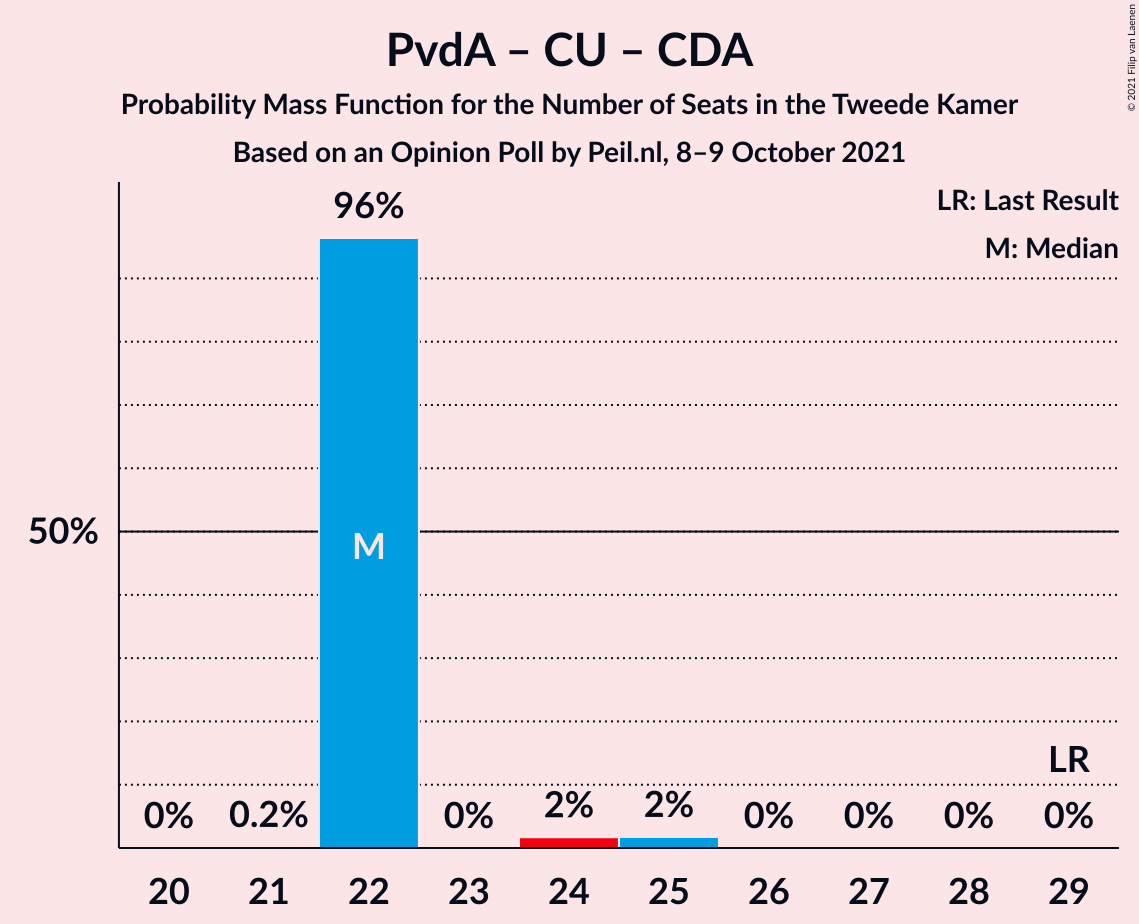 PvdA – CU – CDA
Probability Mass Function for the Number of Seats in the Tweede Kamer
Based on an Opinion Poll by Peil.nl, 8–9 October 2021
© 2021 Filip van Laenen
LR: Last Result
M: Median
96%
50%
M
LR
0% 0.2% 0% 2% 2% 0% 0% 0% 0%
20 21 22 23 24 25 26 27 28 29